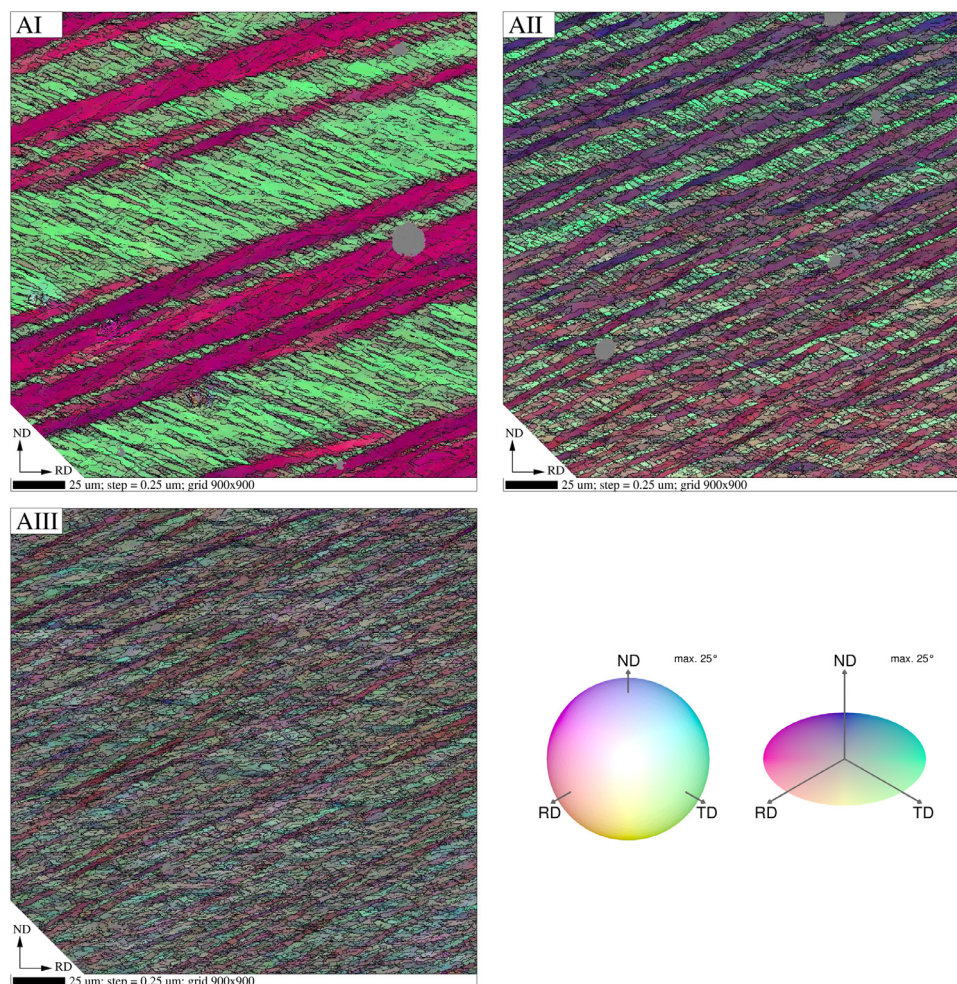 AI
AII
ND
RD
25 um; step = 0.25 um; grid 900x900
ND
RD
25 um; step = 0.25 um; grid 900x900
AIII
ND
max. 25°
RD
TD
ND
max. 25°
RD
TD
ND
RD
25 um; step = 0.25 um; grid 900x900